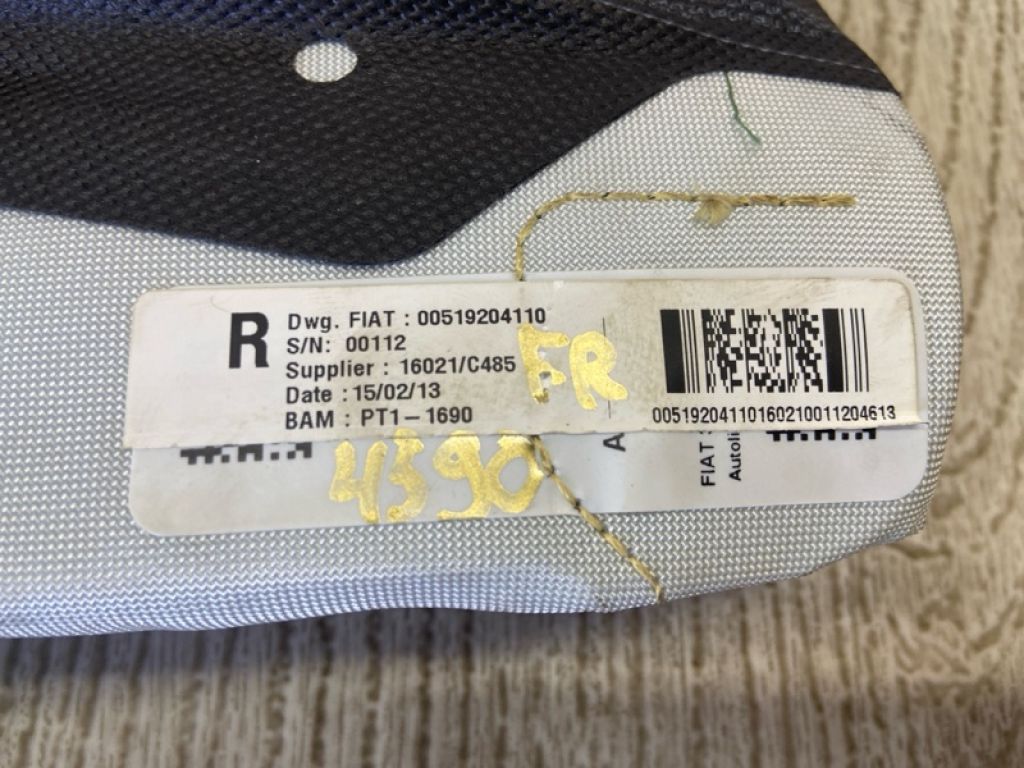 R
Dwg. FIAT : 00519204110
S/N: 00112
Supplier : 16021/C485
Date : 15/02/13
BAM : PT1-1690
FR
4390
00519204110160210011204613
FIAT
Autoli